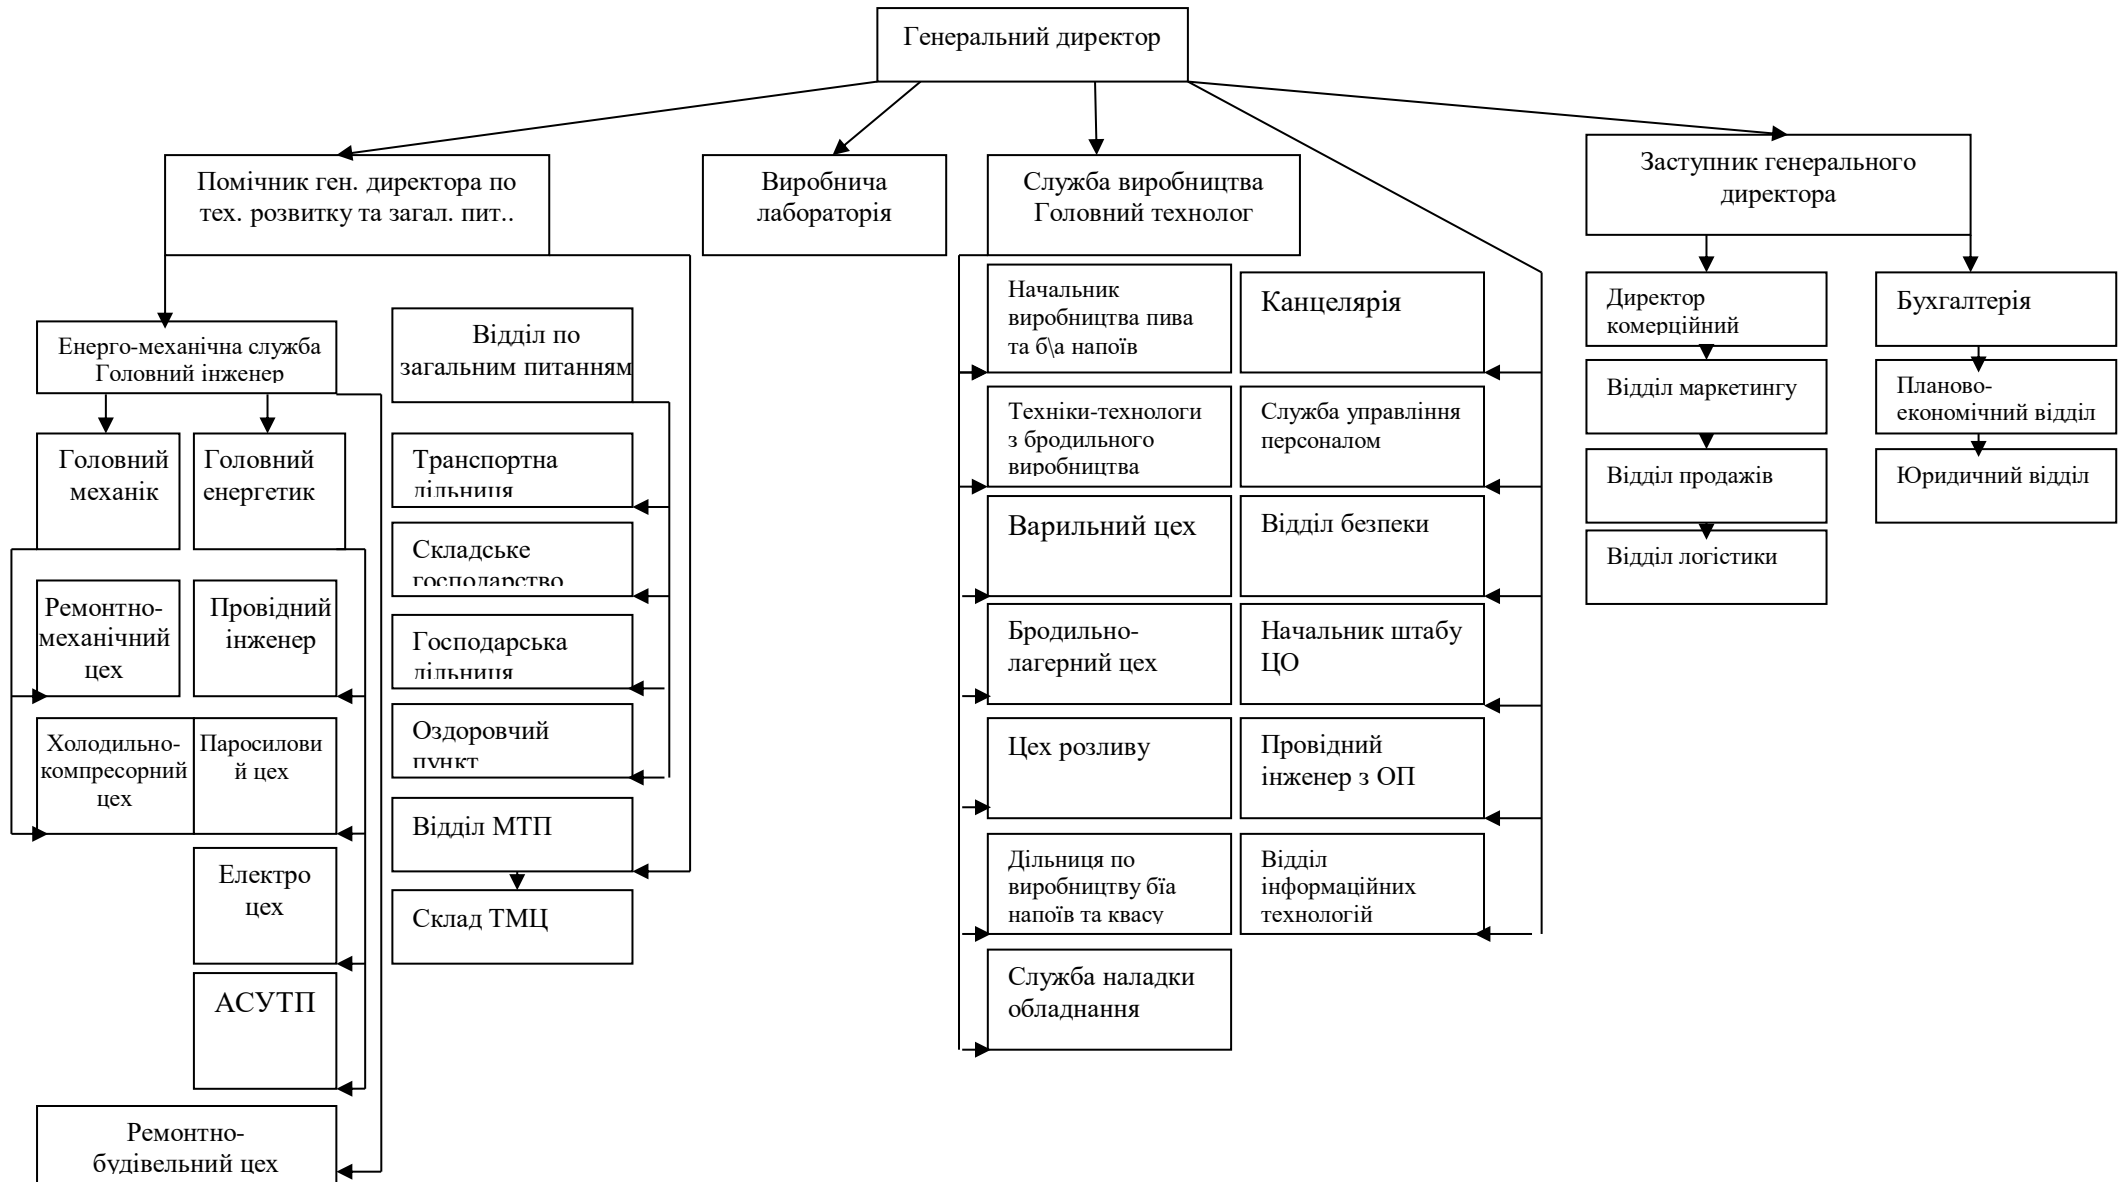 Генеральний директор
Помічник ген. директора по
тех. розвитку та загал. пит..
Виробнича
лабораторія
Служба виробництва
Головний технолог
Заступник генерального
директора
Енерго-механічна служба
Головний інженер
Відділ по
загальним питанням
Начальник
виробництва пива
та б\а напоїв
Канцелярія
Директор
комерційний
Бухгалтерія
Головний
механік
Головний
енергетик
Транспортна
дільниця
Техніки-технологи
з бродильного
виробництва
Служба управління
персоналом
Відділ маркетингу
Планово-
економічний відділ
Складське
господарство
Варильний цех
Відділ безпеки
Відділ продажів
Юридичний відділ
Ремонтно-
механічний
цех
Провідний
інженер
Господарська
дільниця
Бродильно-
лагерний цех
Начальник штабу
ЦО
Відділ логістики
Холодильно-
компресорний
цех
Паросилови
й цех
Оздоровчий
пункт
Цех розливу
Провідний
інженер з ОП
Електро
цех
Відділ МТП
Дільниця по
виробництву бїа
напоїв та квасу
Відділ
інформаційних
технологій
АСУТП
Склад ТМЦ
Служба наладки
обладнання
Ремонтно-
будівельний цех